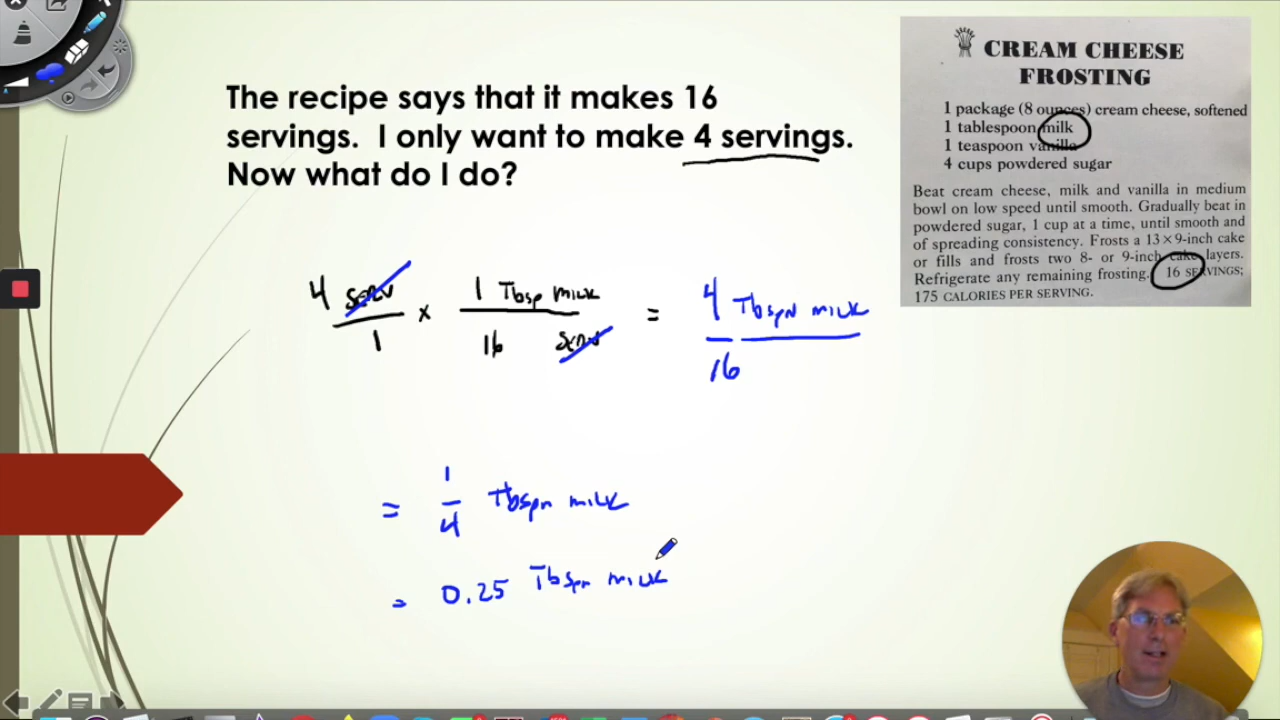 The recipe says that it makes 16
servings. I only want to make 4 servings.
Now what do I do?
CREAM CHEESE
FROSTING
1 package (8 ounces) cream cheese, softened
1 tablespoon milk
1 teaspoon vanilla
4 cups powdered sugar
Beat cream cheese, milk and vanilla in medium
bowl on low speed until smooth. Gradually beat in
powdered sugar, 1 cup at a time, until smooth and
of spreading consistency. Frosts a 13×9-inch cake
or fills and frosts two 8- or 9-inch cake layers.
Refrigerate any remaining frosting. 16 SERVINGS;
175 CALORIES PER SERVING.
4 serv × 1 Tbsp milk = 4 Tbspn milk
1 16 serv 16
= 1 Tbspn milk
4
= 0.25 Tbspn milk